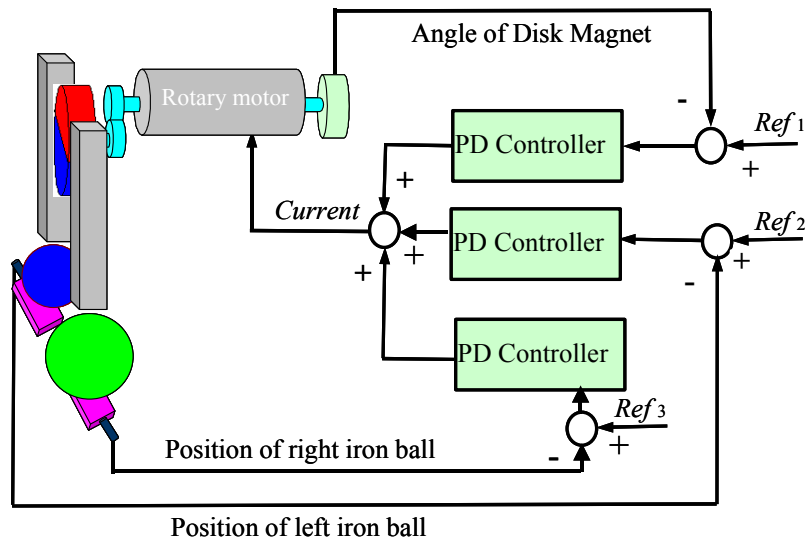 Angle of Disk Magnet
Rotary motor
-
Ref 1
PD Controller
+
+
Current
Ref 2
PD Controller
+
+
+
-
PD Controller
Ref 3
+
-
Position of right iron ball
Position of left iron ball